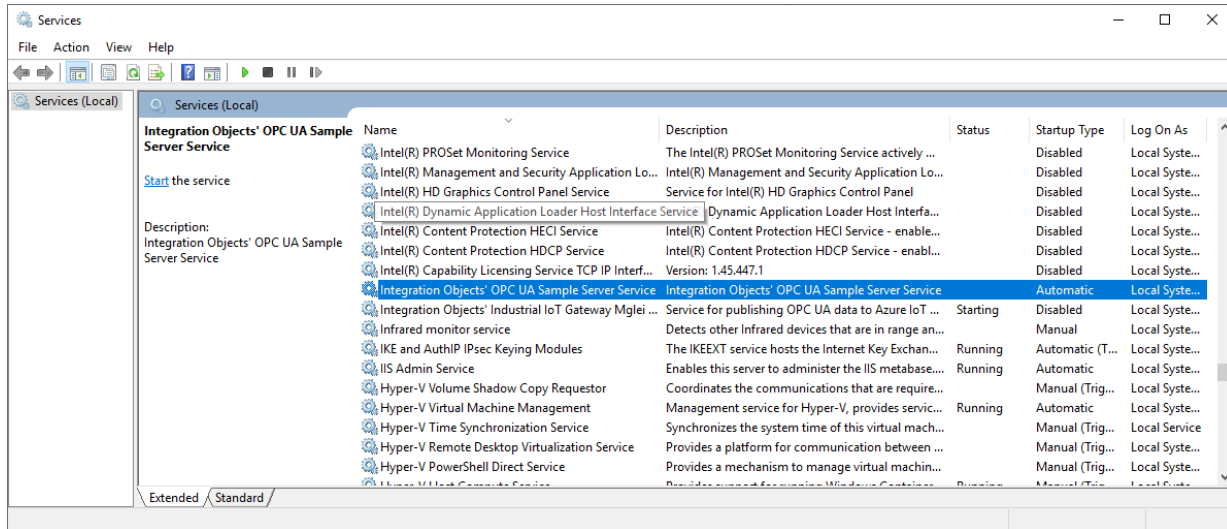 Services
File Action View Help
Services (Local)
Services (Local)
Integration Objects' OPC UA Sample
Server Service
Start the service
Description:
Integration Objects' OPC UA Sample
Server Service
Name Description Status Startup Type Log On As
Intel(R) PROSet Monitoring Service The Intel(R) PROSet Monitoring Service actively ... Disabled Local Syste...
Intel(R) Management and Security Application Lo... Intel(R) Management and Security Application Lo... Disabled Local Syste...
Intel(R) HD Graphics Control Panel Service Service for Intel(R) HD Graphics Control Panel Disabled Local Syste...
Intel(R) Dynamic Application Loader Host Interface Service Dynamic Application Loader Host Interfa... Disabled Local Syste...
Intel(R) Content Protection HECI Service Intel(R) Content Protection HECI Service - enable... Disabled Local Syste...
Intel(R) Content Protection HDCP Service Intel(R) Content Protection HDCP Service - enabl... Disabled Local Syste...
Intel(R) Capability Licensing Service TCP IP Interf... Version: 1.45.447.1 Disabled Local Syste...
Integration Objects' OPC UA Sample Server Service Integration Objects' OPC UA Sample Server Service Automatic Local Syste...
Integration Objects' Industrial IoT Gateway Mglei ... Service for publishing OPC UA data to Azure IoT ... Starting Disabled Local Syste...
Infrared monitor service Detects other Infrared devices that are in range an... Manual Local Syste...
IKE and AuthIP IPsec Keying Modules The IKEEXT service hosts the Internet Key Exchan... Running Automatic (T... Local Syste...
IIS Admin Service Enables this server to administer the IIS metabase.... Running Automatic Local Syste...
Hyper-V Volume Shadow Copy Requestor Coordinates the communications that are require... Manual (Trig... Local Syste...
Hyper-V Virtual Machine Management Management service for Hyper-V, provides servic... Running Automatic Local Syste...
Hyper-V Time Synchronization Service Synchronizes the system time of this virtual mach... Manual (Trig... Local Service
Hyper-V Remote Desktop Virtualization Service Provides a platform for communication between ... Manual (Trig... Local Syste...
Hyper-V PowerShell Direct Service Provides a mechanism to manage virtual machin... Manual (Trig... Local Syste...
Extended Standard